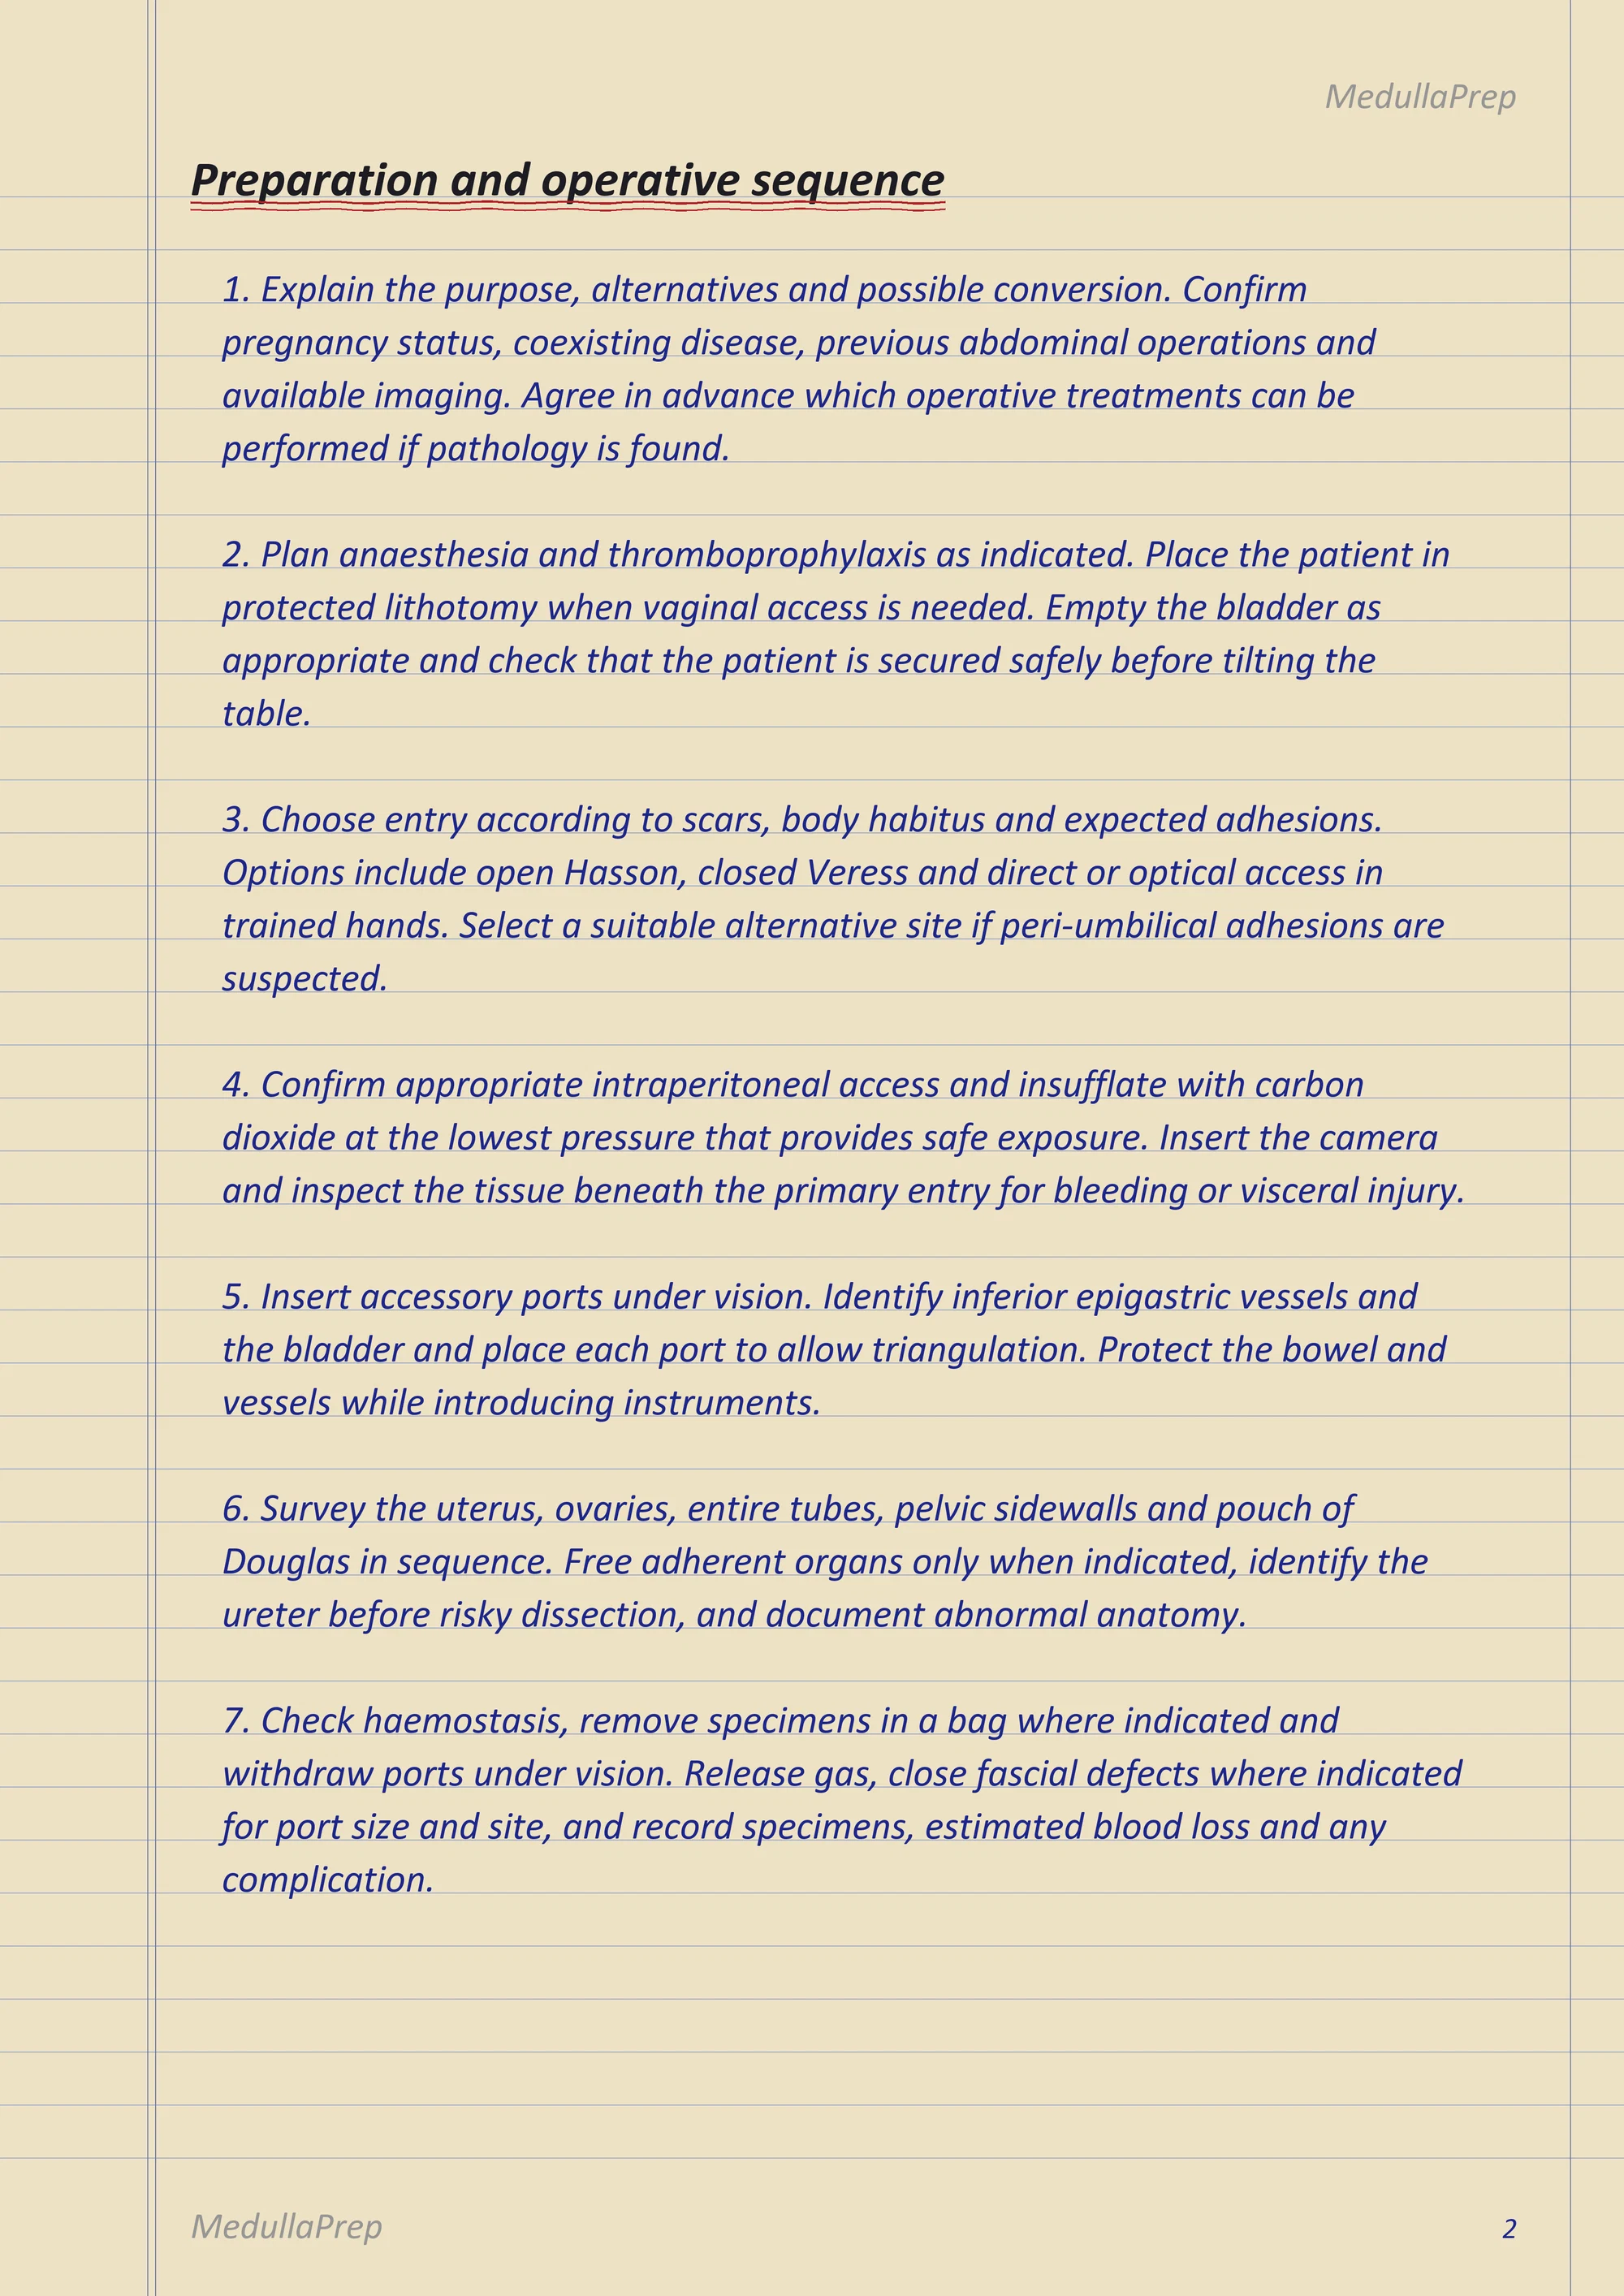 MedullaPrep
Preparation and operative sequence
1. Explain the purpose, alternatives and possible conversion. Confirm
pregnancy status, coexisting disease, previous abdominal operations and
available imaging. Agree in advance which operative treatments can be
performed if pathology is found.
2. Plan anaesthesia and thromboprophylaxis as indicated. Place the patient in
protected lithotomy when vaginal access is needed. Empty the bladder as
appropriate and check that the patient is secured safely before tilting the
table.
3. Choose entry according to scars, body habitus and expected adhesions.
Options include open Hasson, closed Veress and direct or optical access in
trained hands. Select a suitable alternative site if peri-umbilical adhesions are
suspected.
4. Confirm appropriate intraperitoneal access and insufflate with carbon
dioxide at the lowest pressure that provides safe exposure. Insert the camera
and inspect the tissue beneath the primary entry for bleeding or visceral injury.
5. Insert accessory ports under vision. Identify inferior epigastric vessels and
the bladder and place each port to allow triangulation. Protect the bowel and
vessels while introducing instruments.
6. Survey the uterus, ovaries, entire tubes, pelvic sidewalls and pouch of
Douglas in sequence. Free adherent organs only when indicated, identify the
ureter before risky dissection, and document abnormal anatomy.
7. Check haemostasis, remove specimens in a bag where indicated and
withdraw ports under vision. Release gas, close fascial defects where indicated
for port size and site, and record specimens, estimated blood loss and any
complication.
MedullaPrep
2